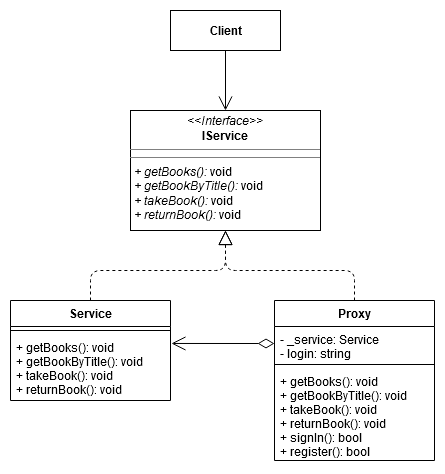 Client
<<Interface>>
IService
+ getBooks(): void
+ getBookByTitle(): void
+ takeBook(): void
+ returnBook(): void
Service
+ getBooks(): void
+ getBookByTitle(): void
+ takeBook(): void
+ returnBook(): void
Proxy
- _service: Service
- login: string
+ getBooks(): void
+ getBookByTitle(): void
+ takeBook(): void
+ returnBook(): void
+ signIn(): bool
+ register(): bool